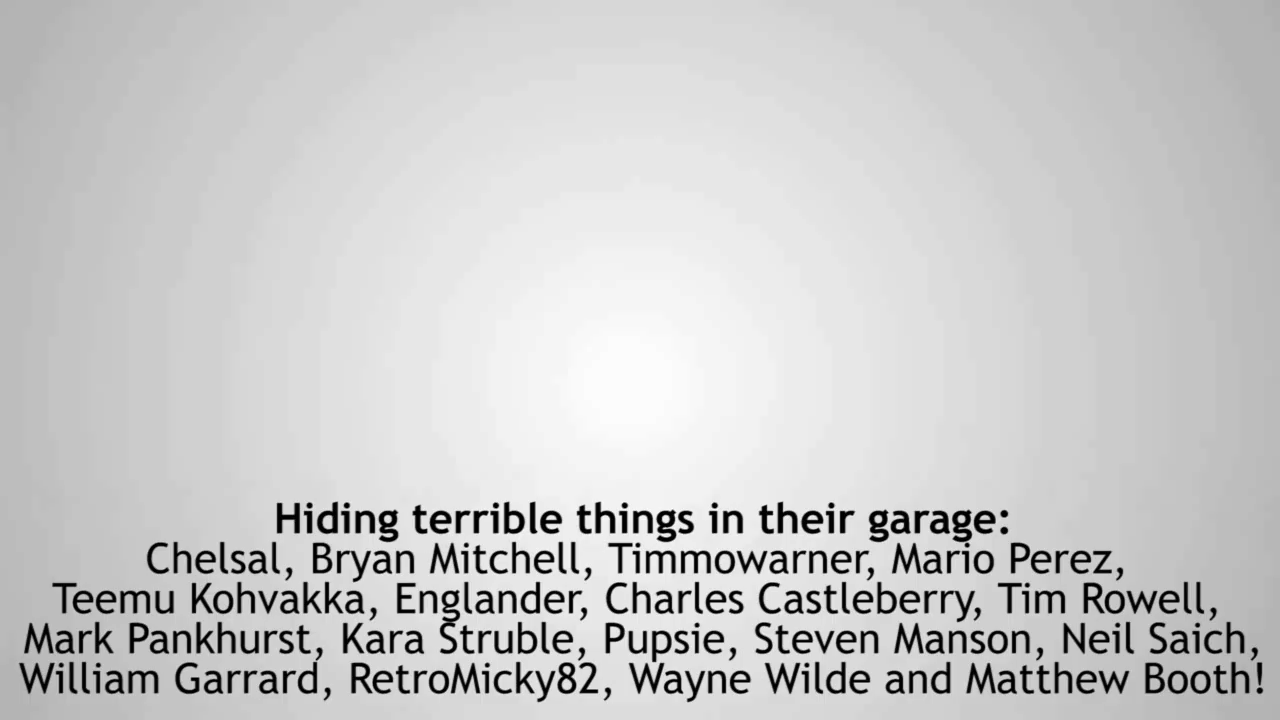 Hiding terrible things in their garage:
Chelsal, Bryan Mitchell, Timmowarner, Mario Perez,
Teemu Kohvakka, Englander, Charles Castleberry, Tim Rowell,
Mark Pankhurst, Kara Struble, Pupsie, Steven Manson, Neil Saich,
William Garrard, RetroMicky82, Wayne Wilde and Matthew Booth!